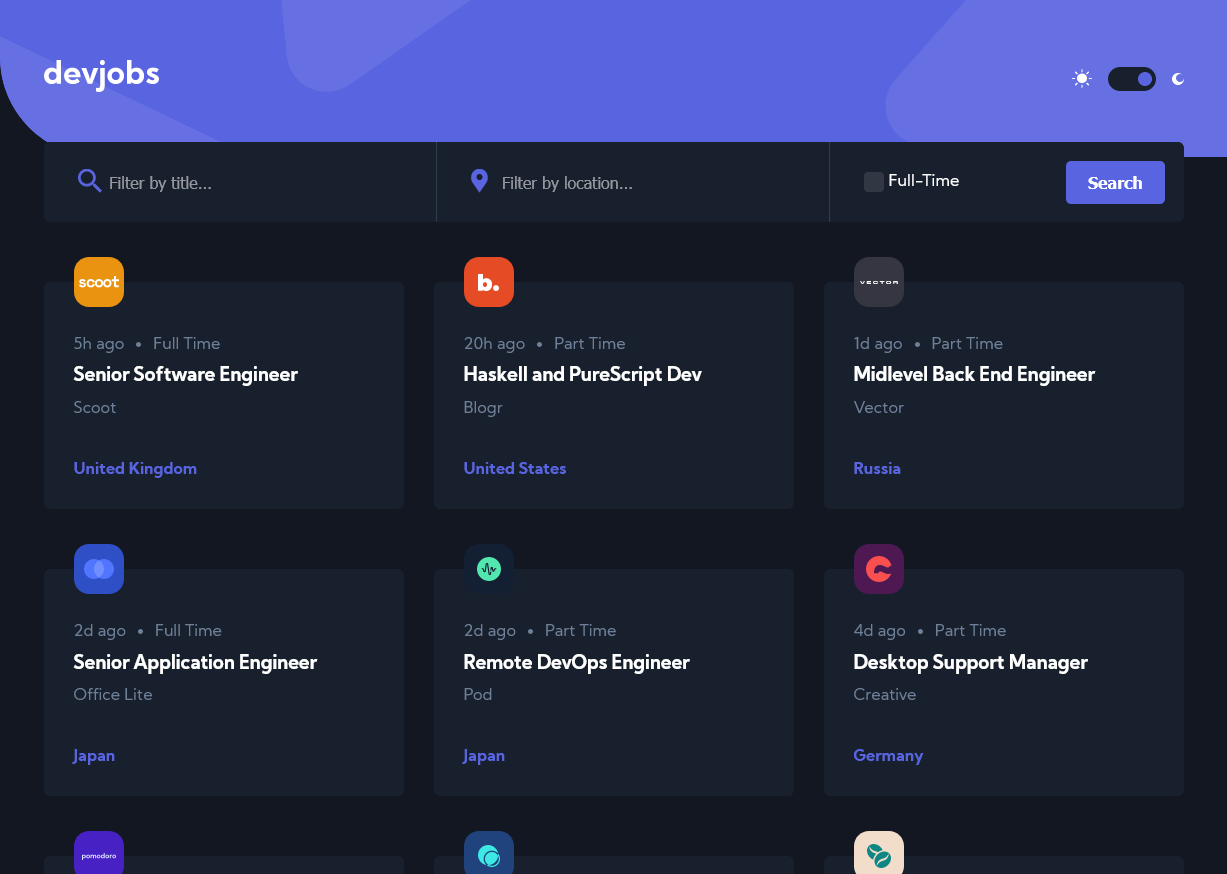 devjobs
Filter by title...
Filter by location...
Full-Time
Search
scoot
5h ago • Full Time
Senior Software Engineer
Scoot
United Kingdom
b.
20h ago • Part Time
Haskell and PureScript Dev
Blogr
United States
VECTOR
1d ago • Part Time
Midlevel Back End Engineer
Vector
Russia
2d ago • Full Time
Senior Application Engineer
Office Lite
Japan
2d ago • Part Time
Remote DevOps Engineer
Pod
Japan
4d ago • Part Time
Desktop Support Manager
Creative
Germany
pomodoro